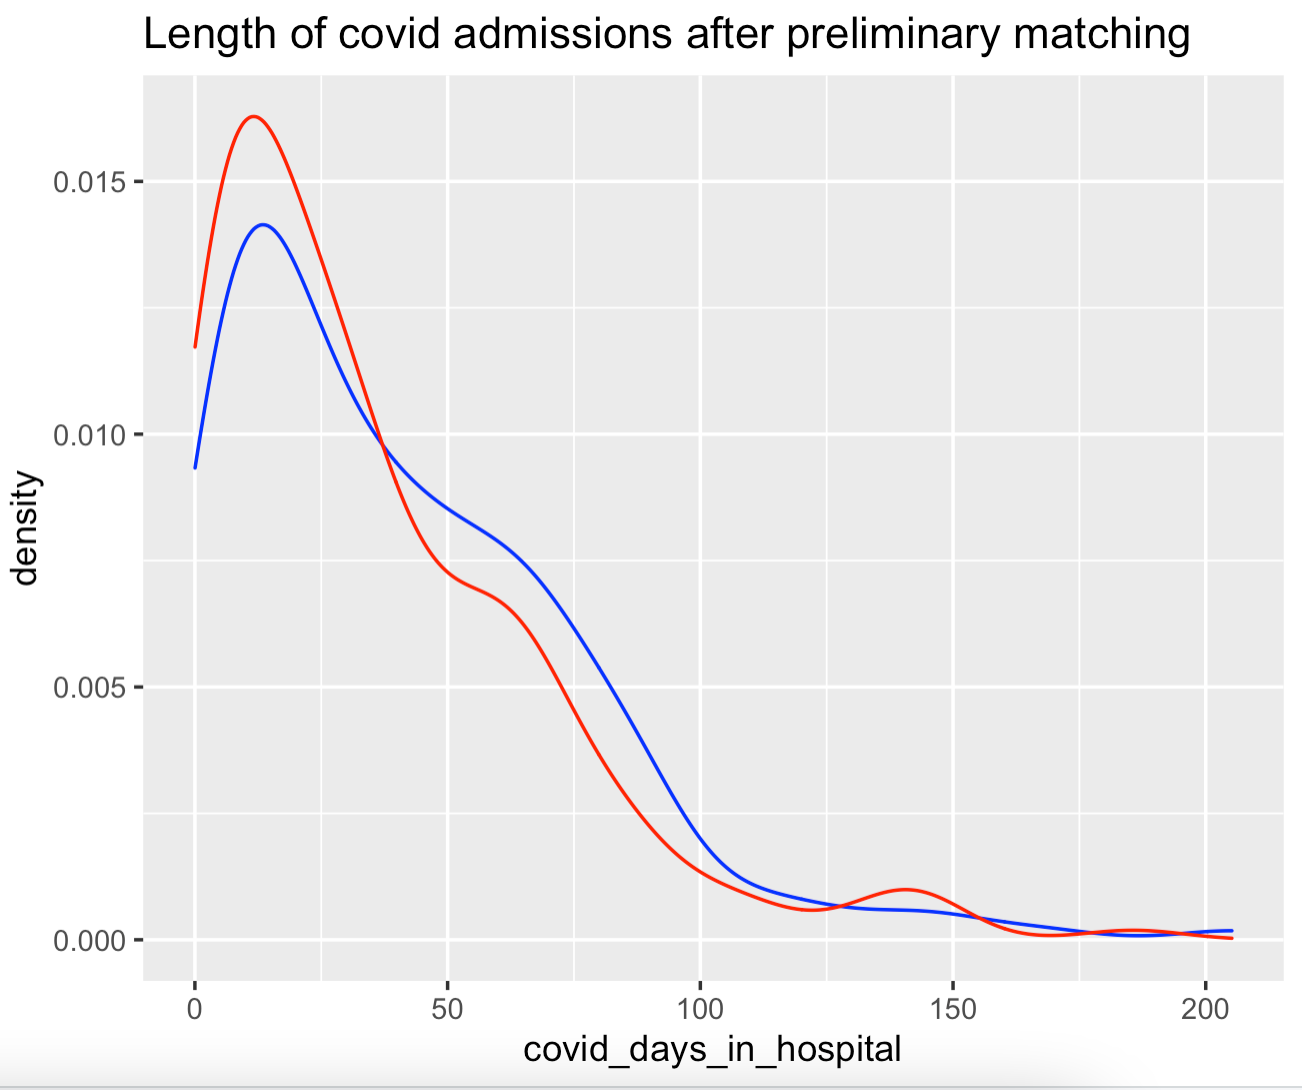 Length of covid admissions after preliminary matching
0.015
0.010
0.005
0.000
density
0 50 100 150 200
covid_days_in_hospital